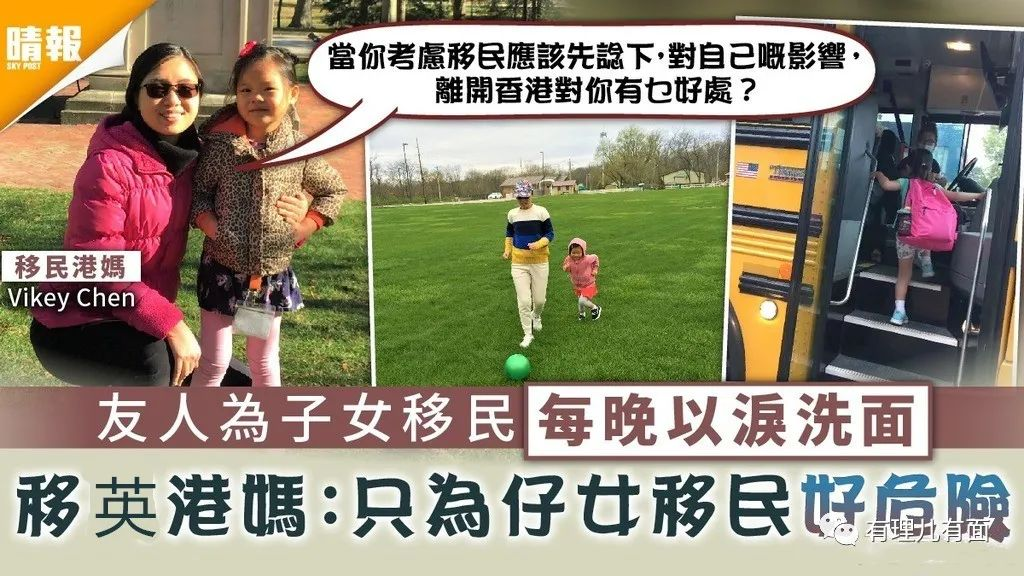 晴報
SKY POST
當你考慮移民應該先諗下，對自己嘅影響，
離開香港對你有乜好處？
移民港媽
Vikey Chen
友人為子女移民 每晚以淚洗面
移英港媽：只為仔女移民好危險
有理儿有面